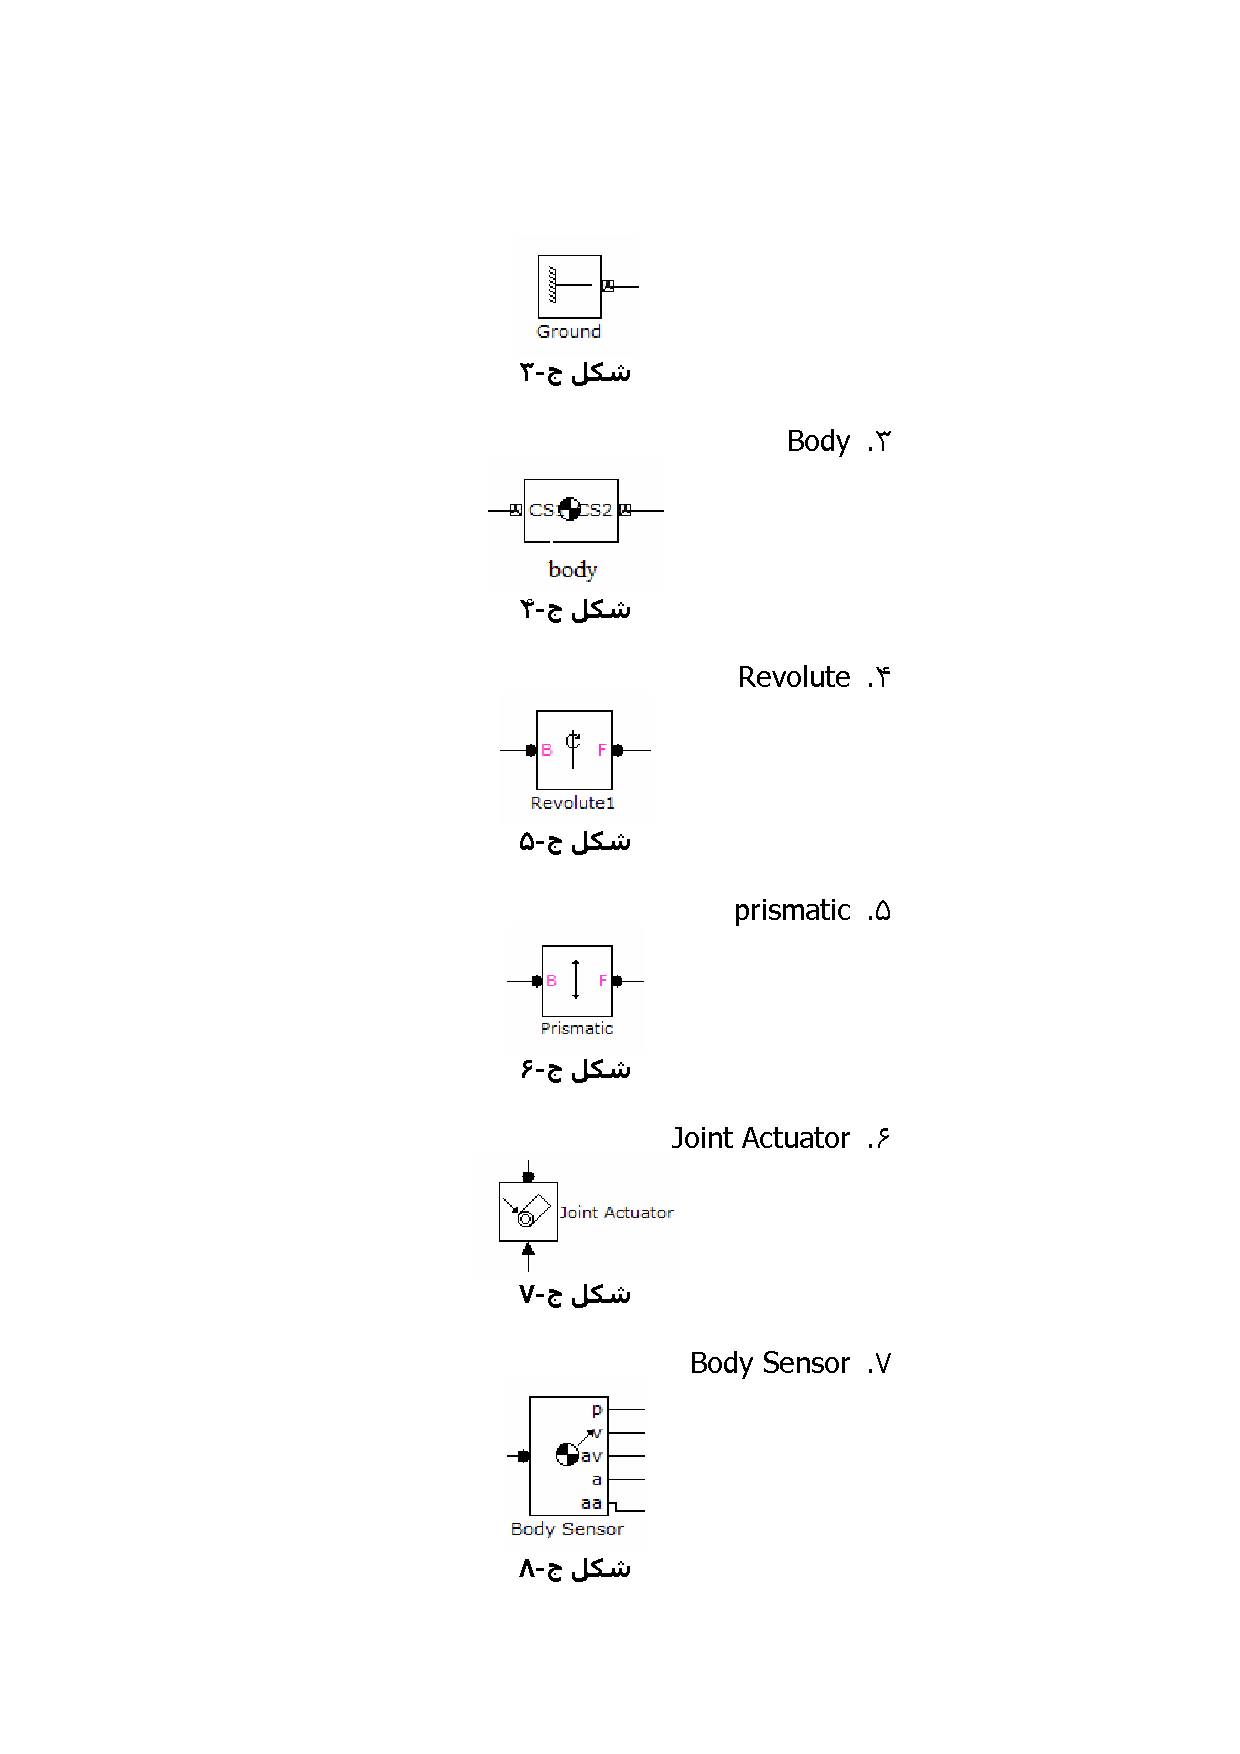 Ground
شکل ج-۳
۳. Body
CS1 CS2
body
شکل ج-۴
۴. Revolute
B F
Revolute1
شکل ج-۵
۵. prismatic
B F
Prismatic
شکل ج-۶
۶. Joint Actuator
Joint Actuator
شکل ج-۷
۷. Body Sensor
p
v
av
a
aa
Body Sensor
شکل ج-۸